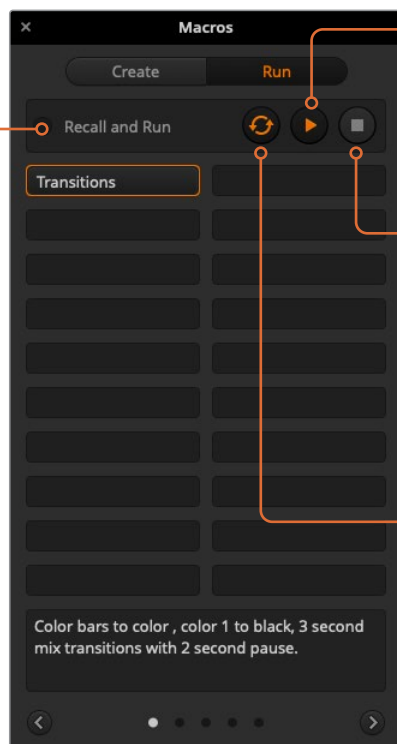 Macros
Create Run
Recall and Run
Transitions
Color bars to color , color 1 to black, 3 second
mix transitions with 2 second pause.